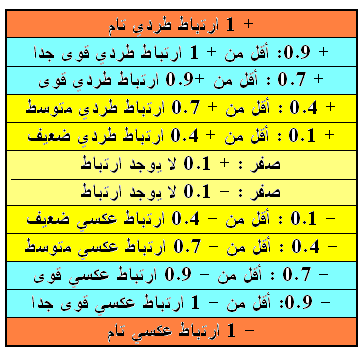 + 1 ارتباط طردي تام
+ 0.9: أقل من + 1 ارتباط طردي قوى جدا
+ 0.7 : أقل من +0.9 ارتباط طردي قوى
+ 0.4 : أقل من + 0.7 ارتباط طردي متوسط
+ 0.1 : أقل من + 0.4 ارتباط طردي ضعيف
صفر : + 0.1 لا يوجد ارتباط
صفر : - 0.1 لا يوجد ارتباط
- 0.1 : أقل من - 0.4 ارتباط عكسي ضعيف
- 0.4 : أقل من - 0.7 ارتباط عكسي متوسط
- 0.7 : أقل من - 0.9 ارتباط عكسي قوى
- 0.9: أقل من - 1 ارتباط عكسي قوى جدا
- 1 ارتباط عكسي تام